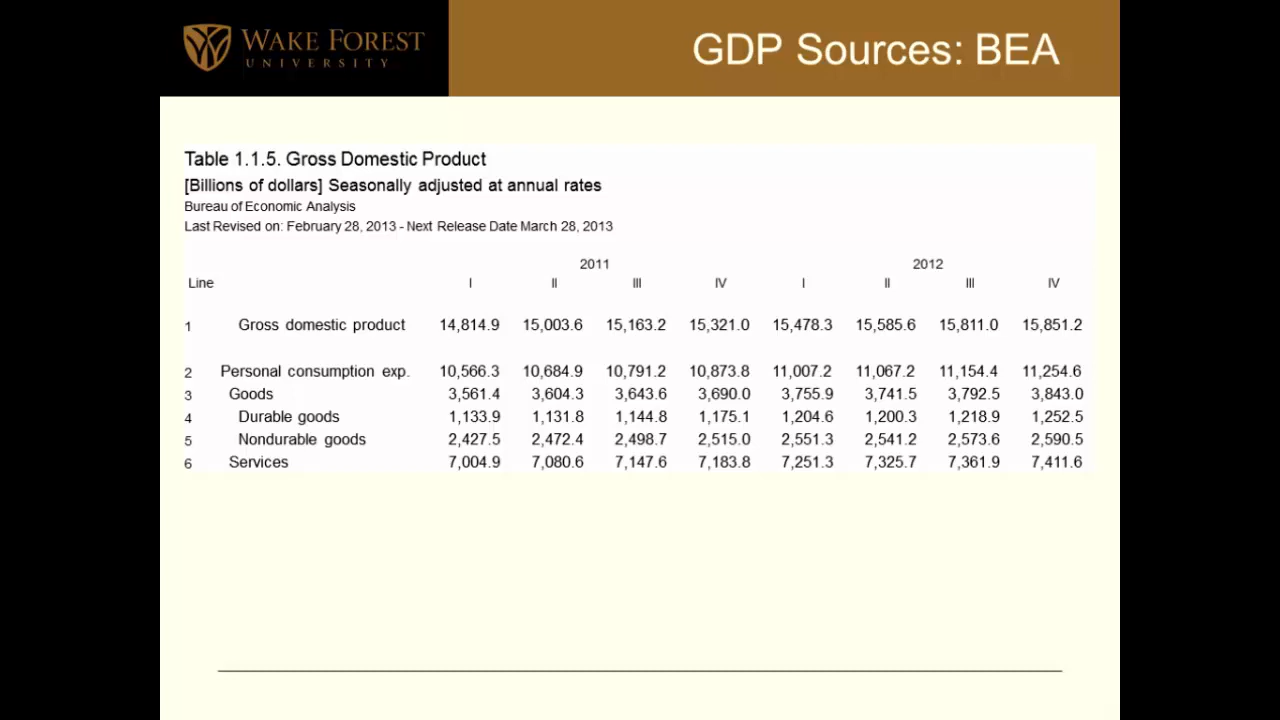 WAKE FOREST
UNIVERSITY
GDP Sources: BEA
Table 1.1.5. Gross Domestic Product
[Billions of dollars] Seasonally adjusted at annual rates
Bureau of Economic Analysis
Last Revised on: February 28, 2013 - Next Release Date March 28, 2013
2011 2012
Line I II III IV I II III IV
1 Gross domestic product 14,814.9 15,003.6 15,163.2 15,321.0 15,478.3 15,585.6 15,811.0 15,851.2
2 Personal consumption exp. 10,566.3 10,684.9 10,791.2 10,873.8 11,007.2 11,067.2 11,154.4 11,254.6
3 Goods 3,561.4 3,604.3 3,643.6 3,690.0 3,755.9 3,741.5 3,792.5 3,843.0
4 Durable goods 1,133.9 1,131.8 1,144.8 1,175.1 1,204.6 1,200.3 1,218.9 1,252.5
5 Nondurable goods 2,427.5 2,472.4 2,498.7 2,515.0 2,551.3 2,541.2 2,573.6 2,590.5
6 Services 7,004.9 7,080.6 7,147.6 7,183.8 7,251.3 7,325.7 7,361.9 7,411.6